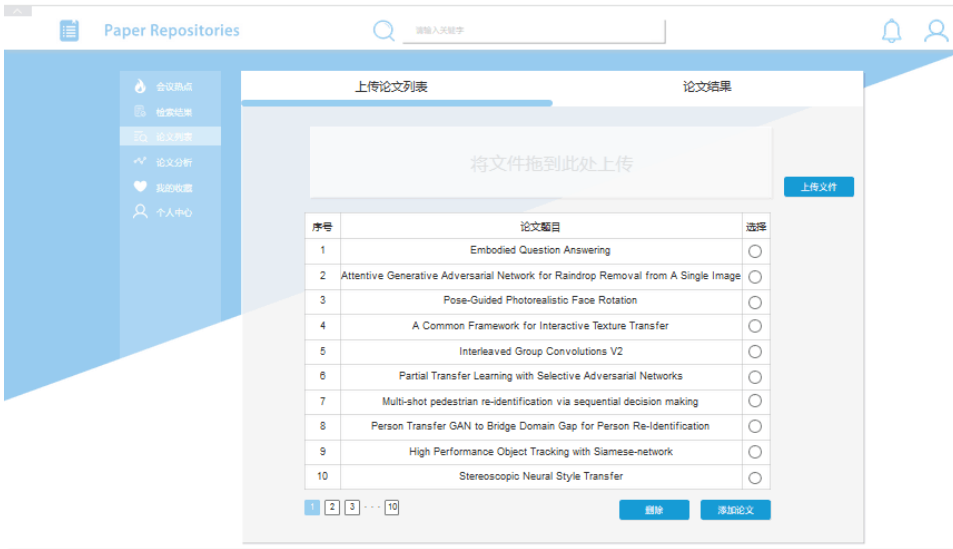 Paper Repositories
请输入关键字
会议热点
检索结果
论文列表
论文分析
我的收藏
个人中心
上传论文列表 论文结果
将文件拖到此处上传
上传文件
序号 论文题目 选择
1 Embodied Question Answering
2 Attentive Generative Adversarial Network for Raindrop Removal from A Single Image
3 Pose-Guided Photorealistic Face Rotation
4 A Common Framework for Interactive Texture Transfer
5 Interleaved Group Convolutions V2
6 Partial Transfer Learning with Selective Adversarial Networks
7 Multi-shot pedestrian re-identification via sequential decision making
8 Person Transfer GAN to Bridge Domain Gap for Person Re-Identification
9 High Performance Object Tracking with Siamese-network
10 Stereoscopic Neural Style Transfer
1 2 3 ··· 10
删除 添加论文